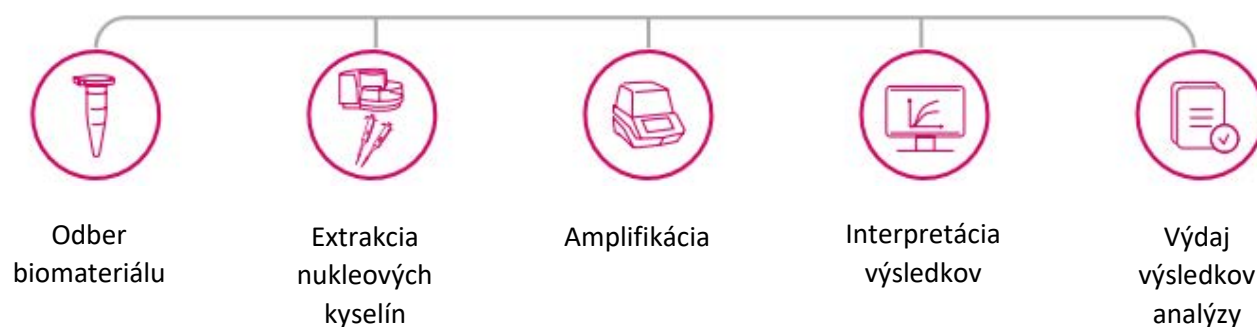 Odber
biomateriálu
Extrakcia
nukleových
kyselín
Amplifikácia
Interpretácia
výsledkov
Výdaj
výsledkov
analýzy